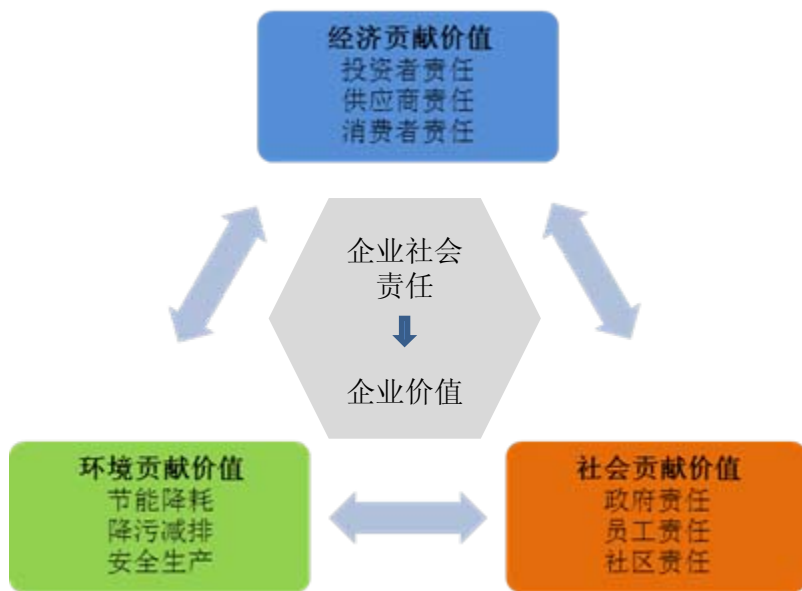 经济贡献价值
投资者责任
供应商责任
消费者责任
企业社会
责任
企业价值
环境贡献价值
节能降耗
降污减排
安全生产
社会贡献价值
政府责任
员工责任
社区责任